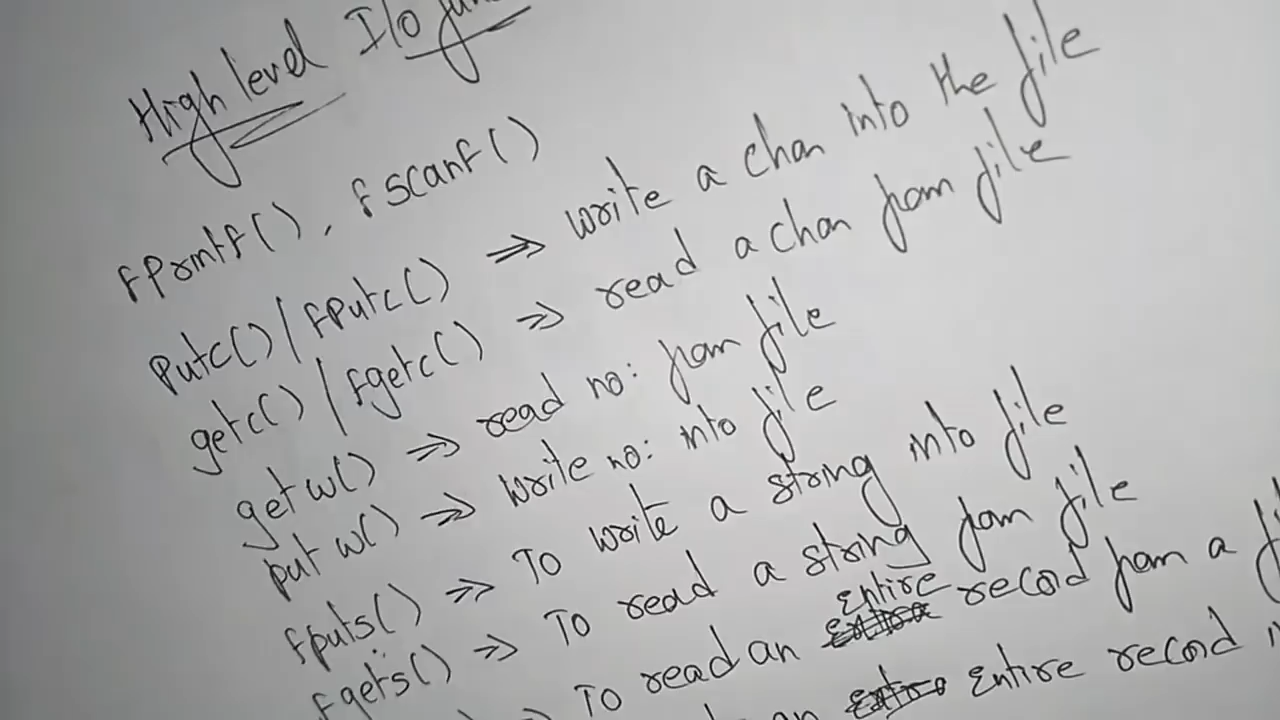 High level I/O
fprintf(), fscanf()
putc()/fputc() => write a char into the file
getc()/fgetc() => read a char from file
getw() => read no: from file
putw() => write no: into file
fputs() => To write a string into file
fgets() => To read a string from file
To read an entire record from a
entire record